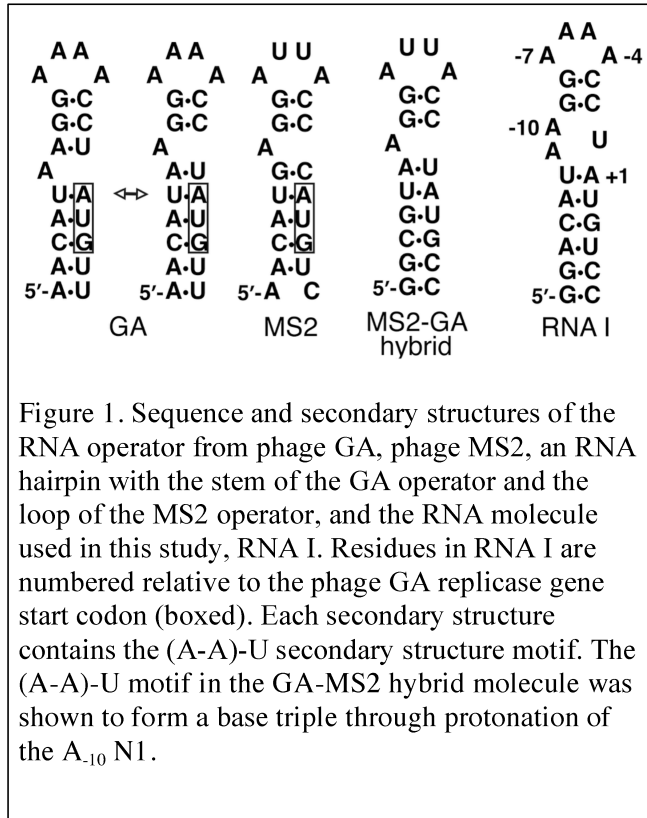 AA
A A
G·C
G·C
A·U
A
U·A
A·U
C·G
A·U
5′-A·U
AA
A A
G·C
G·C
A
A·U
U·A
A·U
C·G
A·U
5′-A·U
GA
UU
A A
G·C
G·C
A
G·C
U·A
A·U
C·G
A·U
5′-A C
MS2
UU
A A
G·C
G·C
A
A·U
U·A
G·U
C·G
G·C
5′-G·C
MS2-GA
hybrid
AA
-7 A A -4
G·C
G·C
-10 A
U
A
U·A +1
A·U
C·G
A·U
G·C
5′-G·C
RNA I
Figure 1. Sequence and secondary structures of the
RNA operator from phage GA, phage MS2, an RNA
hairpin with the stem of the GA operator and the
loop of the MS2 operator, and the RNA molecule
used in this study, RNA I. Residues in RNA I are
numbered relative to the phage GA replicase gene
start codon (boxed). Each secondary structure
contains the (A-A)-U secondary structure motif. The
(A-A)-U motif in the GA-MS2 hybrid molecule was
shown to form a base triple through protonation of
the A-10 N1.